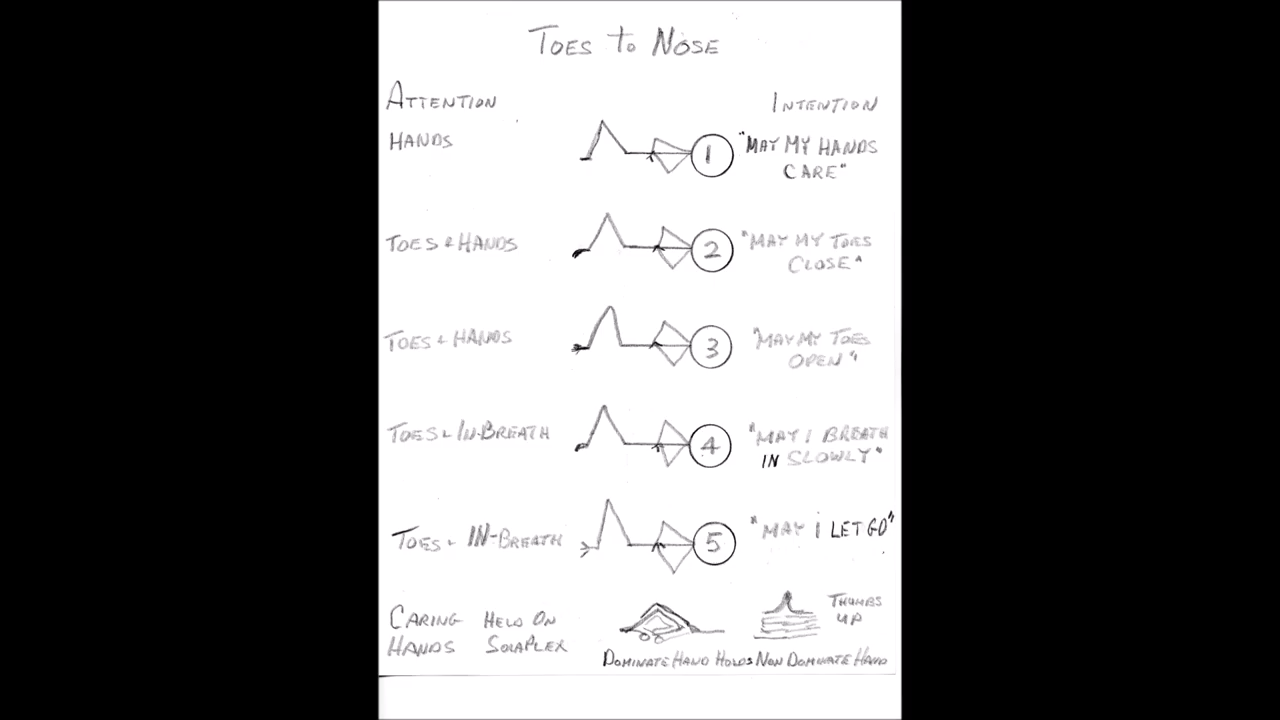 TOES TO NOSE
ATTENTION
INTENTION
HANDS
1
"MAY MY HANDS
CARE"
TOES & HANDS
2
"MAY MY TOES
CLOSE"
TOES & HANDS
3
"MAY MY TOES
OPEN"
TOES & IN-BREATH
4
"MAY I BREATH
IN SLOWLY"
TOES & IN-BREATH
5
"MAY I LET GO"
CARING HELD ON
HANDS SOLAPLEX
THUMBS
UP
DOMINATE HAND HOLDS NON DOMINATE HAND